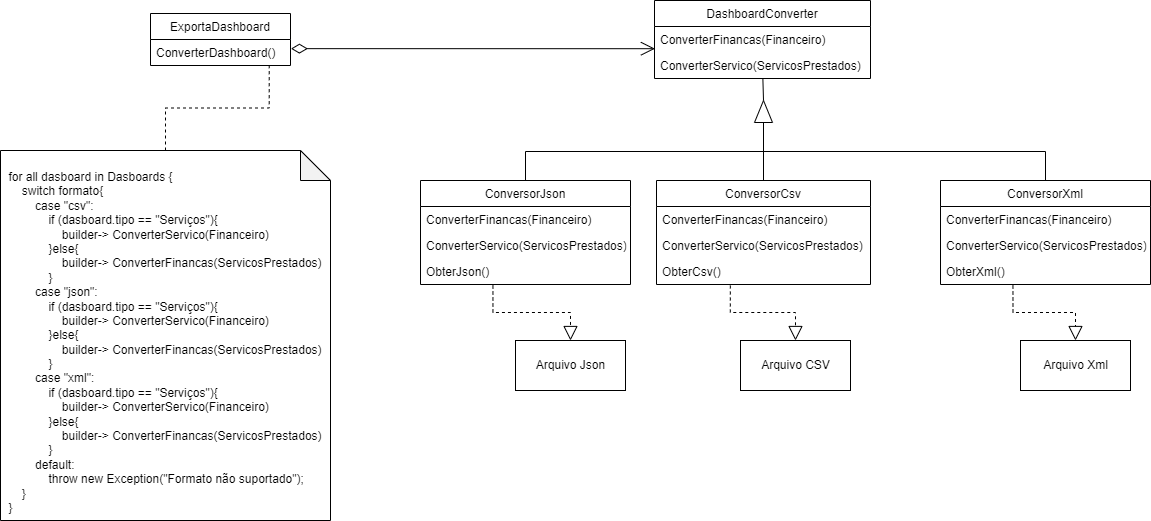 ExportaDashboard
ConverterDashboard()
DashboardConverter
ConverterFinancas(Financeiro)
ConverterServico(ServicosPrestados)
for all dasboard in Dasboards {
switch formato{
case "csv":
if (dasboard.tipo == "Serviços"){
builder-> ConverterServico(Financeiro)
}else{
builder-> ConverterFinancas(ServicosPrestados)
}
case "json":
if (dasboard.tipo == "Serviços"){
builder-> ConverterServico(Financeiro)
}else{
builder-> ConverterFinancas(ServicosPrestados)
}
case "xml":
if (dasboard.tipo == "Serviços"){
builder-> ConverterServico(Financeiro)
}else{
builder-> ConverterFinancas(ServicosPrestados)
}
default:
throw new Exception("Formato não suportado");
}
}
ConversorJson
ConverterFinancas(Financeiro)
ConverterServico(ServicosPrestados)
ObterJson()
ConversorCsv
ConverterFinancas(Financeiro)
ConverterServico(ServicosPrestados)
ObterCsv()
ConversorXml
ConverterFinancas(Financeiro)
ConverterServico(ServicosPrestados)
ObterXml()
Arquivo Json
Arquivo CSV
Arquivo Xml